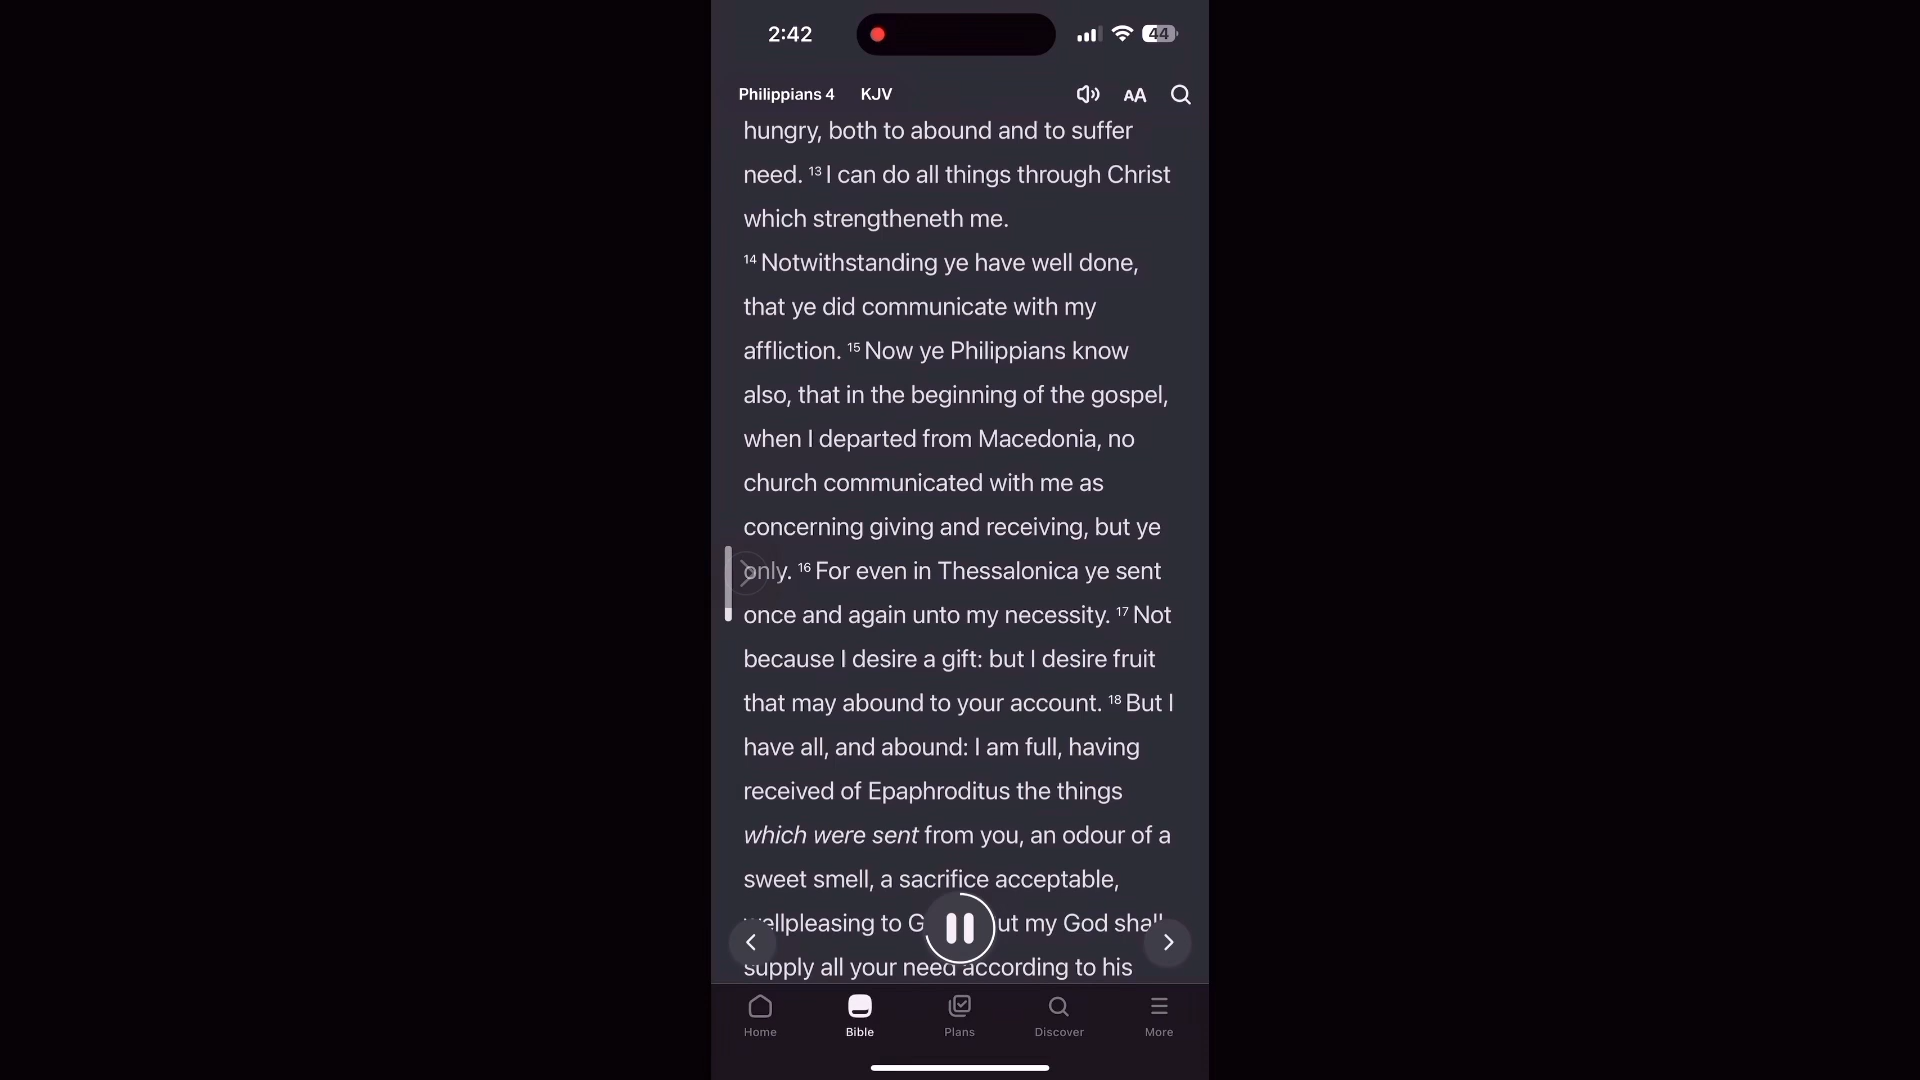 2:42
44
Philippians 4 KJV
AA
hungry, both to abound and to suffer
need. 13 I can do all things through Christ
which strengtheneth me.
14 Notwithstanding ye have well done,
that ye did communicate with my
affliction. 15 Now ye Philippians know
also, that in the beginning of the gospel,
when I departed from Macedonia, no
church communicated with me as
concerning giving and receiving, but ye
only. 16 For even in Thessalonica ye sent
once and again unto my necessity. 17 Not
because I desire a gift: but I desire fruit
that may abound to your account. 18 But I
have all, and abound: I am full, having
received of Epaphroditus the things
which were sent from you, an odour of a
sweet smell, a sacrifice acceptable,
wellpleasing to my God shall
supply all your need according to his
Home Bible Plans Discover More